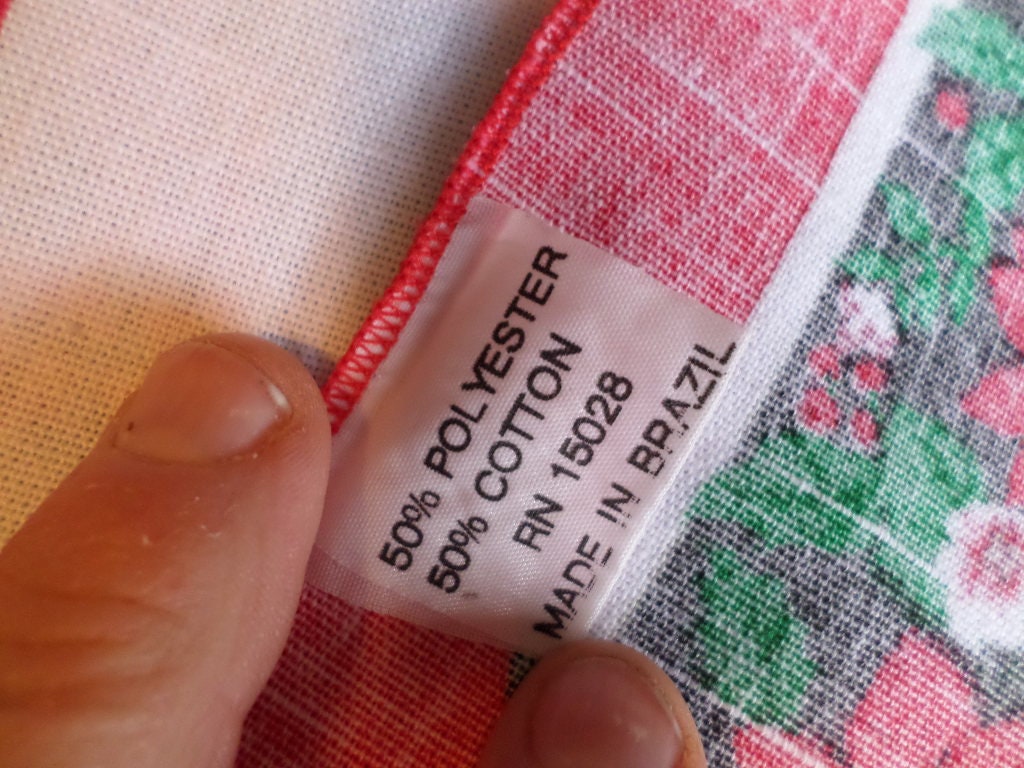 50% POLYESTER
50% COTTON
RN 15028
MADE IN BRAZIL